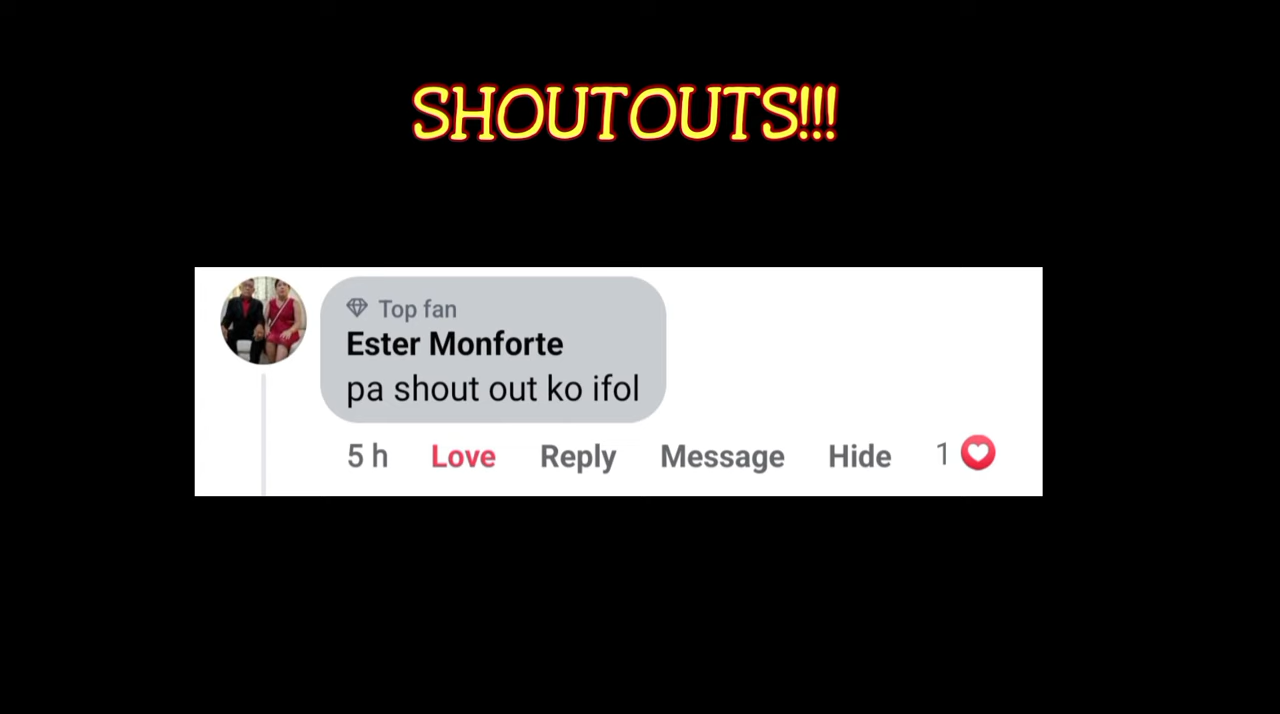 SHOUTOUTS!!!
Top fan
Ester Monforte
pa shout out ko ifol
5 h Love Reply Message Hide 1